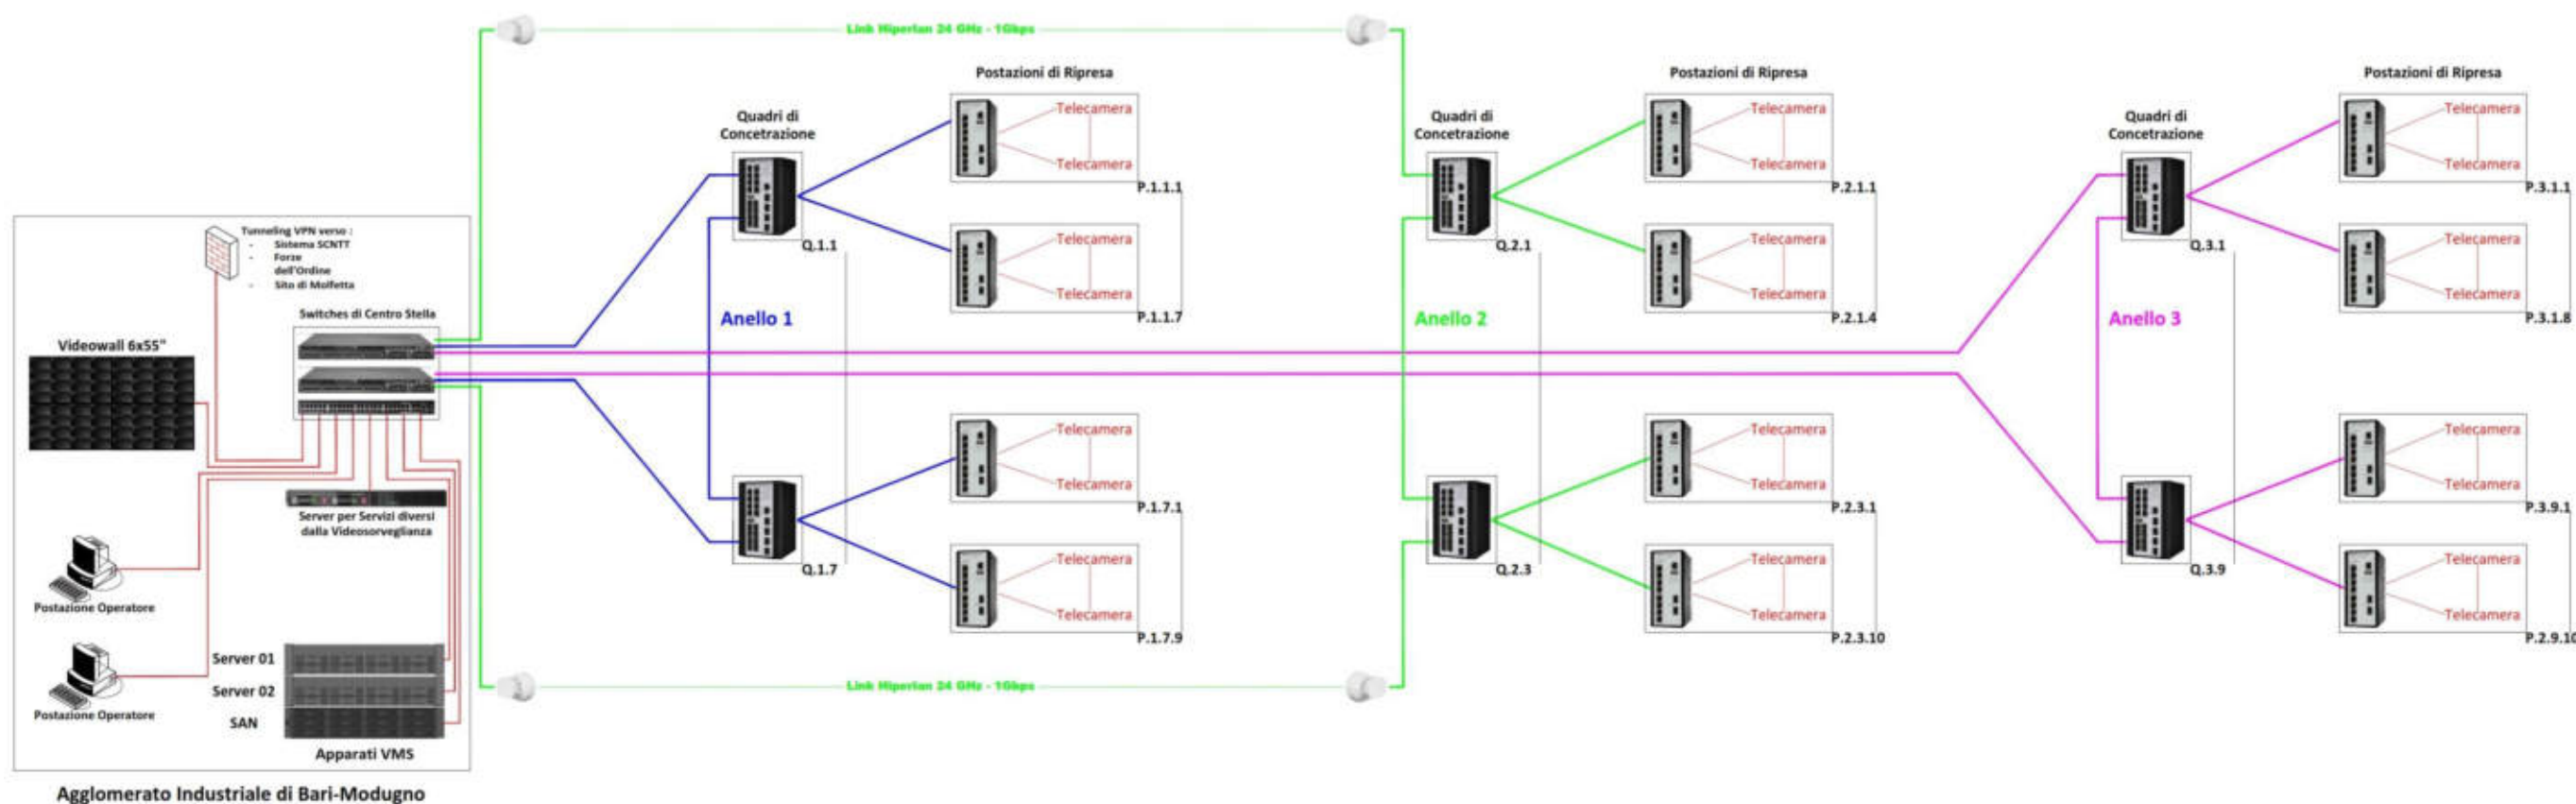 Link Hiperlan 24 GHz - 1Gbps
Postazioni di Ripresa
Postazioni di Ripresa
Postazioni di Ripresa
Quadri di
Concetrazione
Quadri di
Concetrazione
Quadri di
Concetrazione
Telecamera
Telecamera
P.1.1.1
Telecamera
Telecamera
P.2.1.1
Telecamera
Telecamera
P.3.1.1
Q.1.1
Q.2.1
Q.3.1
Telecamera
Telecamera
P.1.1.7
Telecamera
Telecamera
P.2.1.4
Telecamera
Telecamera
P.3.1.8
Tunneling VPN verso :
- Sistema SCNTT
- Forze
dell'Ordine
- Sito di Molfetta
Switches di Centro Stella
Videowall 6x55"
Anello 1
Anello 2
Anello 3
Telecamera
Telecamera
P.1.7.1
Telecamera
Telecamera
P.2.3.1
Telecamera
Telecamera
P.3.9.1
Server per Servizi diversi
dalla Videosorveglianza
Q.1.7
Q.2.3
Q.3.9
Telecamera
Telecamera
P.1.7.9
Telecamera
Telecamera
P.2.3.10
Telecamera
Telecamera
P.2.9.10
Postazione Operatore
Postazione Operatore
Server 01
Server 02
SAN
Apparati VMS
Link Hiperlan 24 GHz - 1Gbps
Agglomerato Industriale di Bari-Modugno